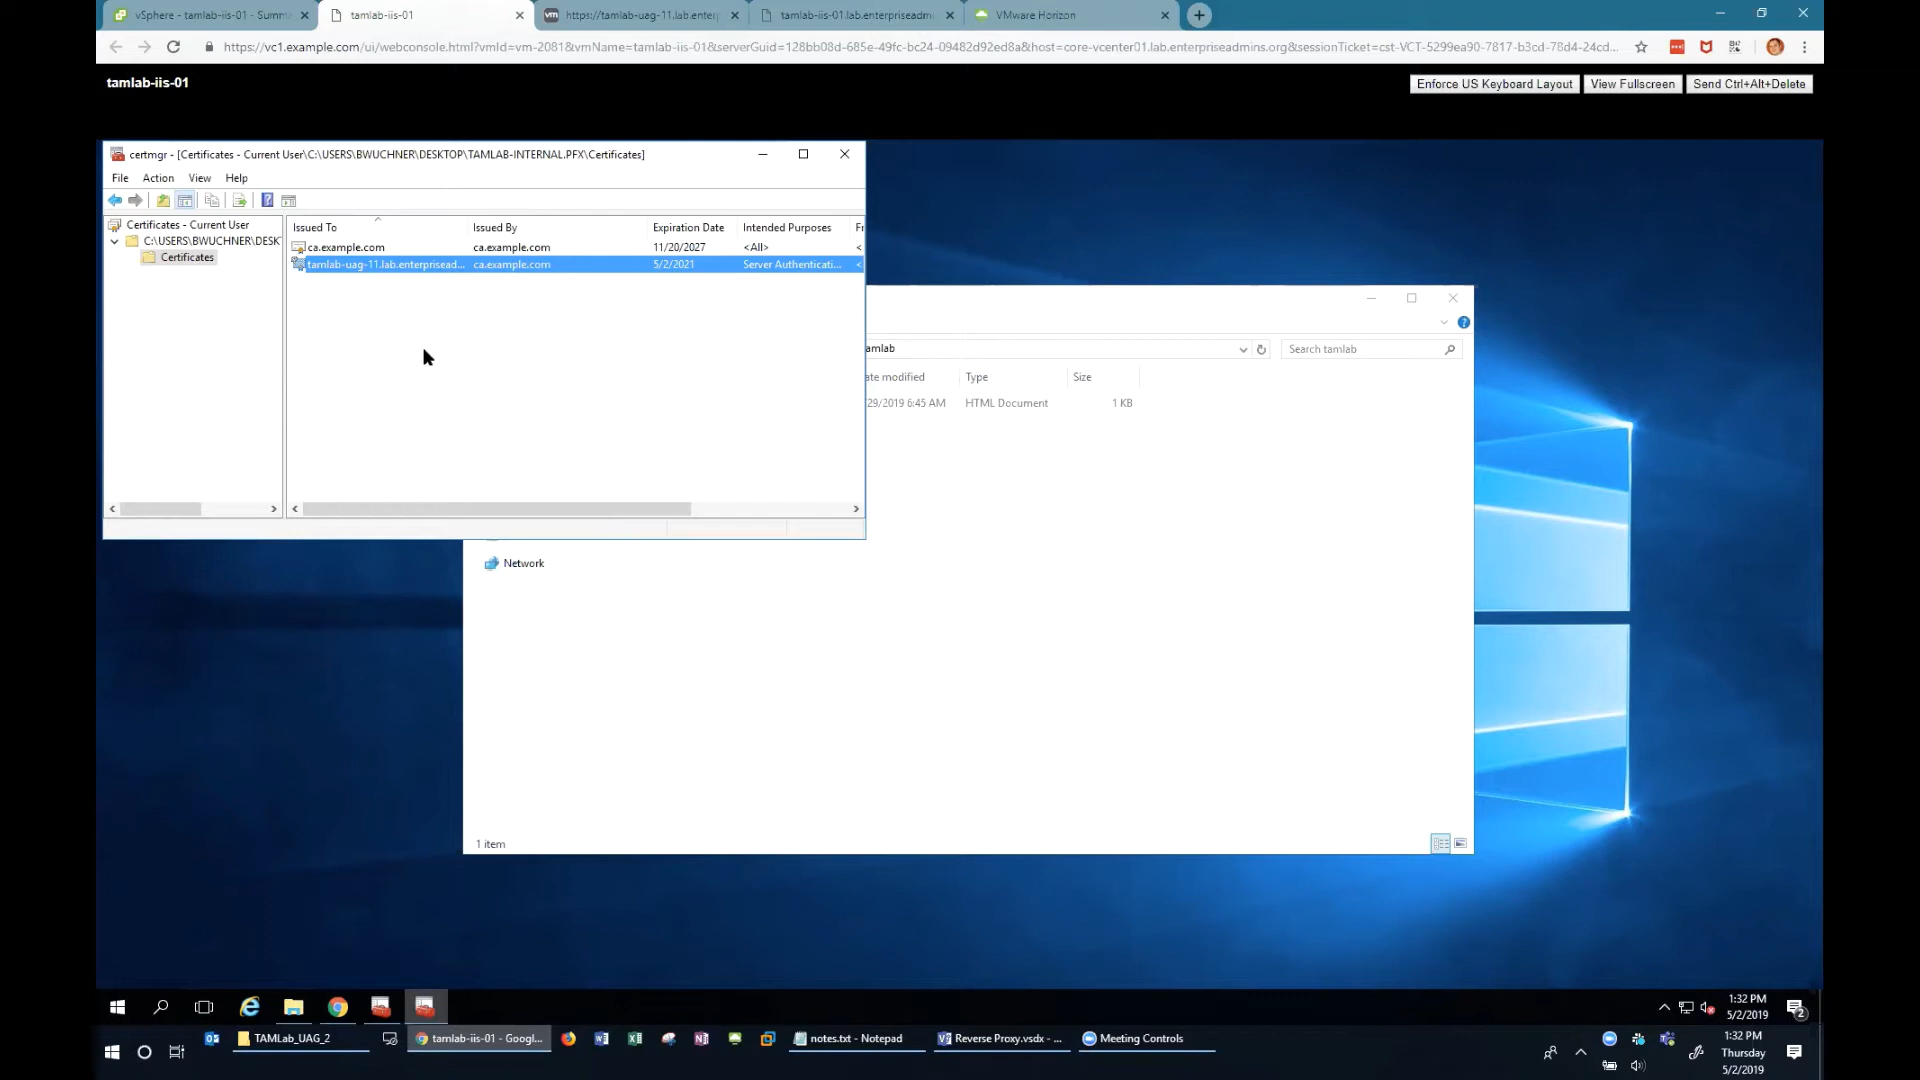 vSphere - tamlab-iis-01 - Summ
tamlab-iis-01
https://tamlab-uag-11.lab.enter
tamlab-iis-01.lab.enterpriseadm
VMware Horizon
https://vc1.example.com/ui/webconsole.html?vmId=vm-2081&vmName=tamlab-iis-01&serverGuid=128bb08d-685e-49fc-bc24-09482d92ed8a&host=core-vcenter01.lab.enterpriseadmins.org&sessionTicket=cst-VCT-5299ea90-7817-b3cd-78d4-24cd...
tamlab-iis-01
Enforce US Keyboard Layout
View Fullscreen
Send Ctrl+Alt+Delete
certmgr - [Certificates - Current User\C:\USERS\BWUCHNER\DESKTOP\TAMLAB-INTERNAL.PFX\Certificates]
File Action View Help
Certificates - Current User
C:\USERS\BWUCHNER\DESK
Certificates
Issued To Issued By Expiration Date Intended Purposes Fr
ca.example.com ca.example.com 11/20/2027 <All> <
tamlab-uag-11.lab.enterprisead... ca.example.com 5/2/2021 Server Authenticati... <
amlab
Search tamlab
ate modified Type Size
/29/2019 6:45 AM HTML Document 1 KB
Network
1 item
1:32 PM
5/2/2019
2
TAMLab_UAG_2
tamlab-iis-01 - Googl...
notes.txt - Notepad
Reverse Proxy.vsdx - ...
Meeting Controls
1:32 PM
Thursday
5/2/2019